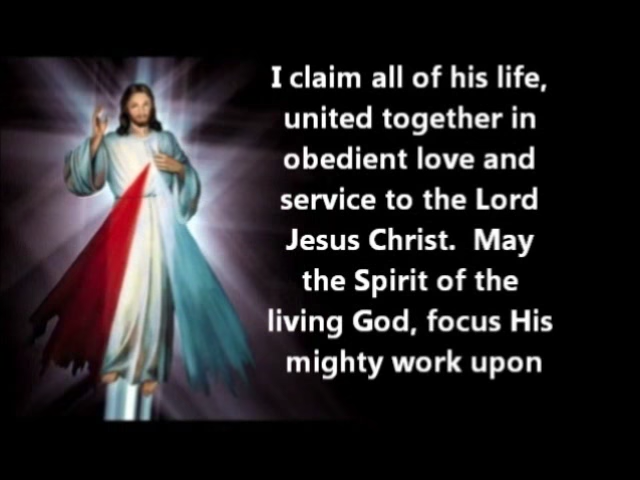 I claim all of his life,
united together in
obedient love and
service to the Lord
Jesus Christ.  May
the Spirit of the
living God, focus His
mighty work upon